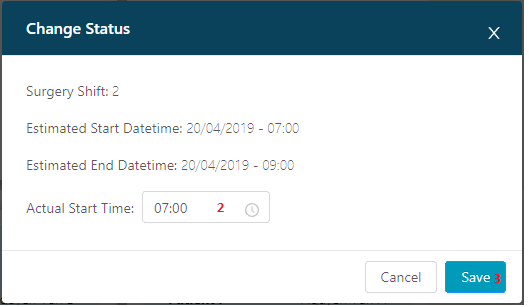 Change Status
X
Surgery Shift: 2
Estimated Start Datetime: 20/04/2019 - 07:00
Estimated End Datetime: 20/04/2019 - 09:00
Actual Start Time: 07:00 2
Cancel Save 3